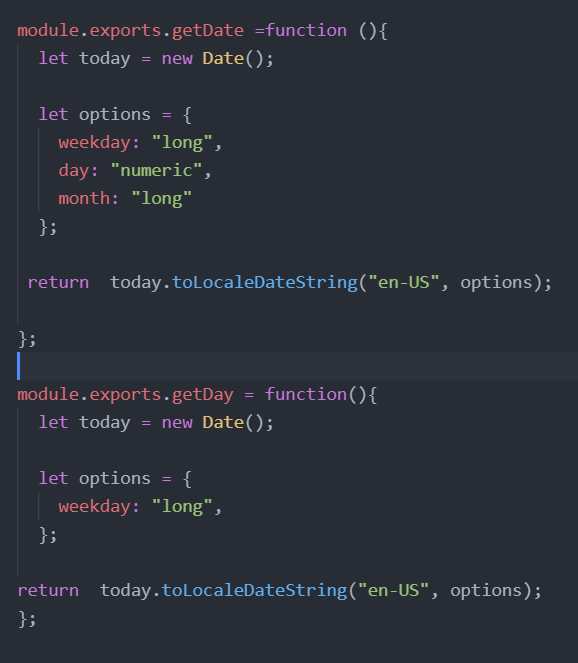 module.exports.getDate =function (){
let today = new Date();
let options = {
weekday: "long",
day: "numeric",
month: "long"
};
return  today.toLocaleDateString("en-US", options);
};
module.exports.getDay = function(){
let today = new Date();
let options = {
weekday: "long",
};
return  today.toLocaleDateString("en-US", options);
};